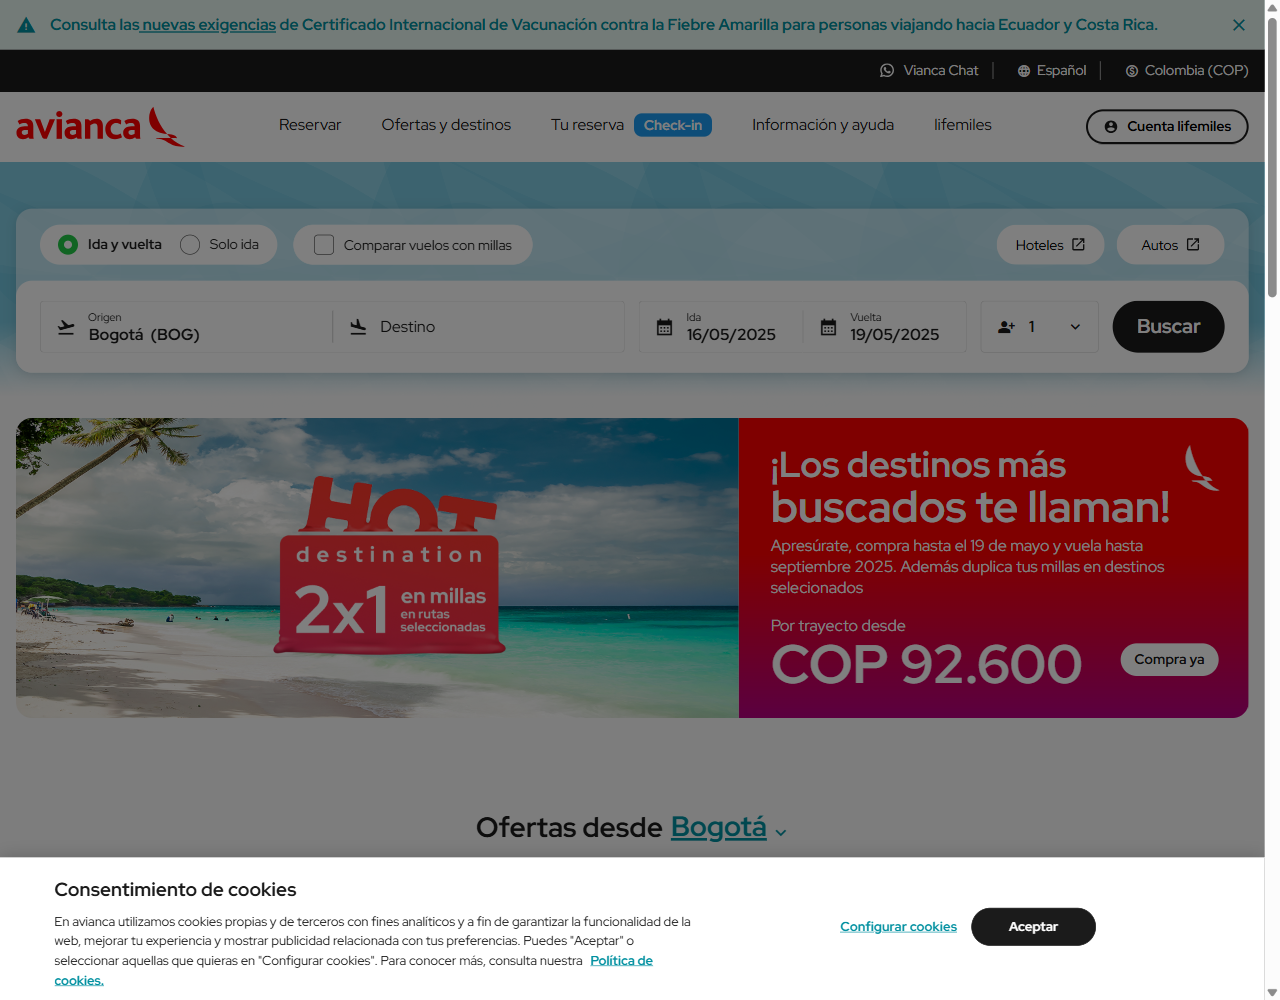 Consulta las nuevas exigencias de Certificado Internacional de Vacunación contra la Fiebre Amarilla para personas viajando hacia Ecuador y Costa Rica.
Vianca Chat
Español
Colombia (COP)
avianca
Reservar
Ofertas y destinos
Tu reserva
Check-in
Información y ayuda
lifemiles
Cuenta lifemiles
Ida y vuelta
Solo ida
Comparar vuelos con millas
Hoteles
Autos
Origen
Bogotá (BOG)
Destino
Ida
16/05/2025
Vuelta
19/05/2025
1
Buscar
HOT
destination
2x1
en millas
en rutas
seleccionadas
¡Los destinos más
buscados te llaman!
Apresúrate, compra hasta el 19 de mayo y vuela hasta
septiembre 2025. Además duplica tus millas en destinos
selecionados
Por trayecto desde
COP 92.600
Compra ya
Ofertas desde Bogotá
Consentimiento de cookies
En avianca utilizamos cookies propias y de terceros con fines analíticos y a fin de garantizar la funcionalidad de la
web, mejorar tu experiencia y mostrar publicidad relacionada con tus preferencias. Puedes "Aceptar" o
seleccionar aquellas que quieras en "Configurar cookies". Para conocer más, consulta nuestra Política de
cookies.
Configurar cookies
Aceptar